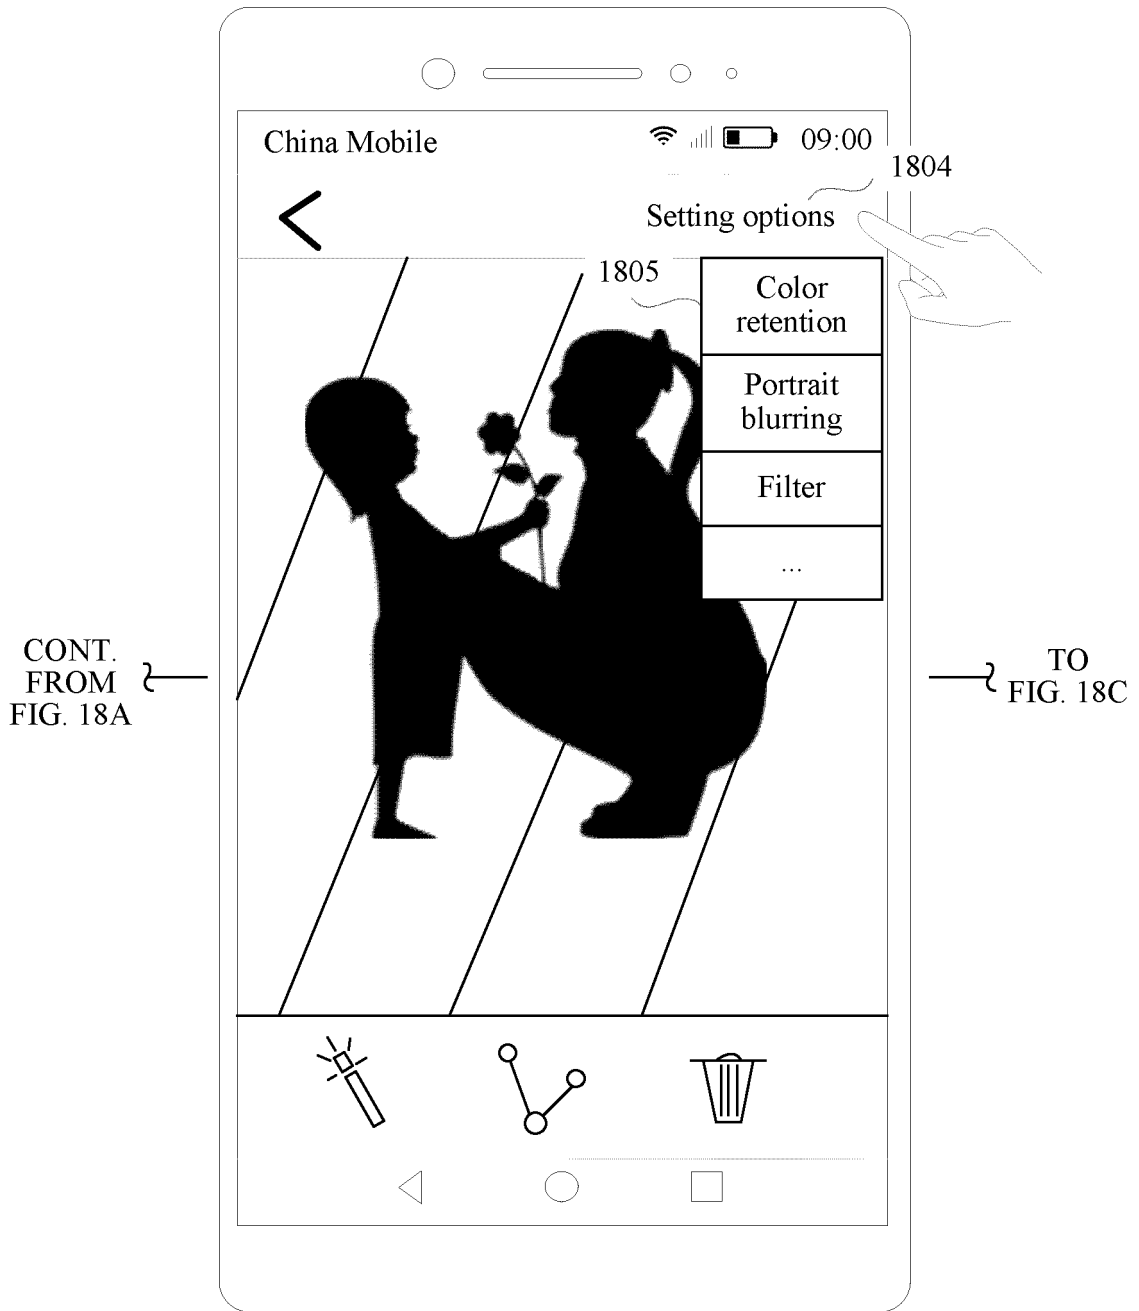 China Mobile 09:00
1804
Setting options
1805
Color
retention
Portrait
blurring
Filter
...
CONT.
FROM
FIG. 18A
TO
FIG. 18C